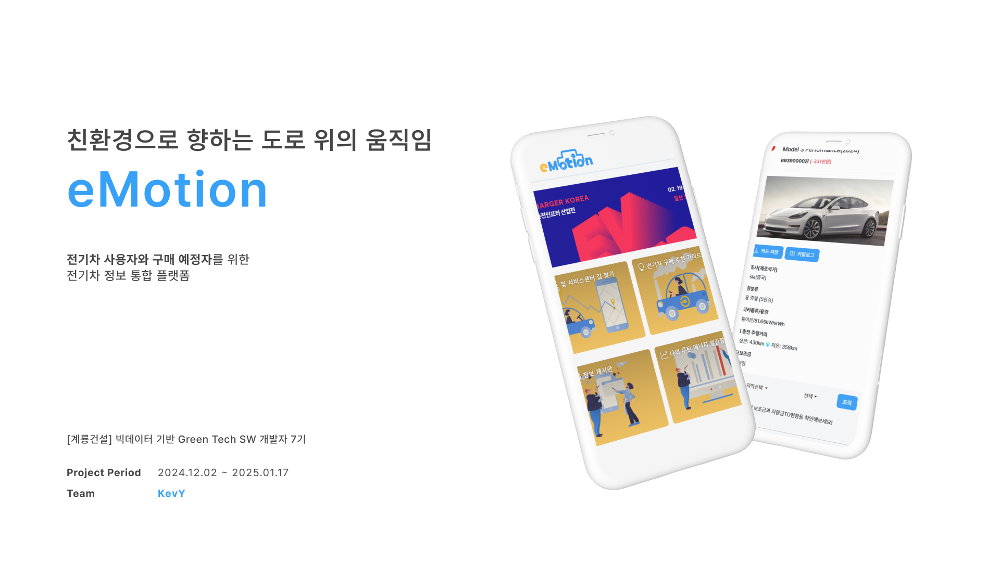 친환경으로 향하는 도로 위의 움직임
eMotion
전기차 사용자와 구매 예정자를 위한
전기차 정보 통합 플랫폼
[계룡건설] 빅데이터 기반 Green Tech SW 개발자 7기
Project Period 2024.12.02 ~ 2025.01.17
Team KevY
eMotion
HARGER KOREA
충전인프라 산업전
02.19
일산
및 서비스센터 길 찾기
전기차 구매 추천 가이드
정보 게시판
나의 루틴 에너지 절감량
Model 3 Performance(2024)
69390000원 (-331만원)
카드 저장
카탈로그
조사(제조국가)
sla(중국)
량분류
용 중형 (5인승)
터리종류/용량
튬이온/81.65kWhkWh
충전 주행거리
상온: 430km 저온: 358km
고보조금
만원
지역선택
선택
조회
보조금과 지원금TO현황을 확인해보세요!